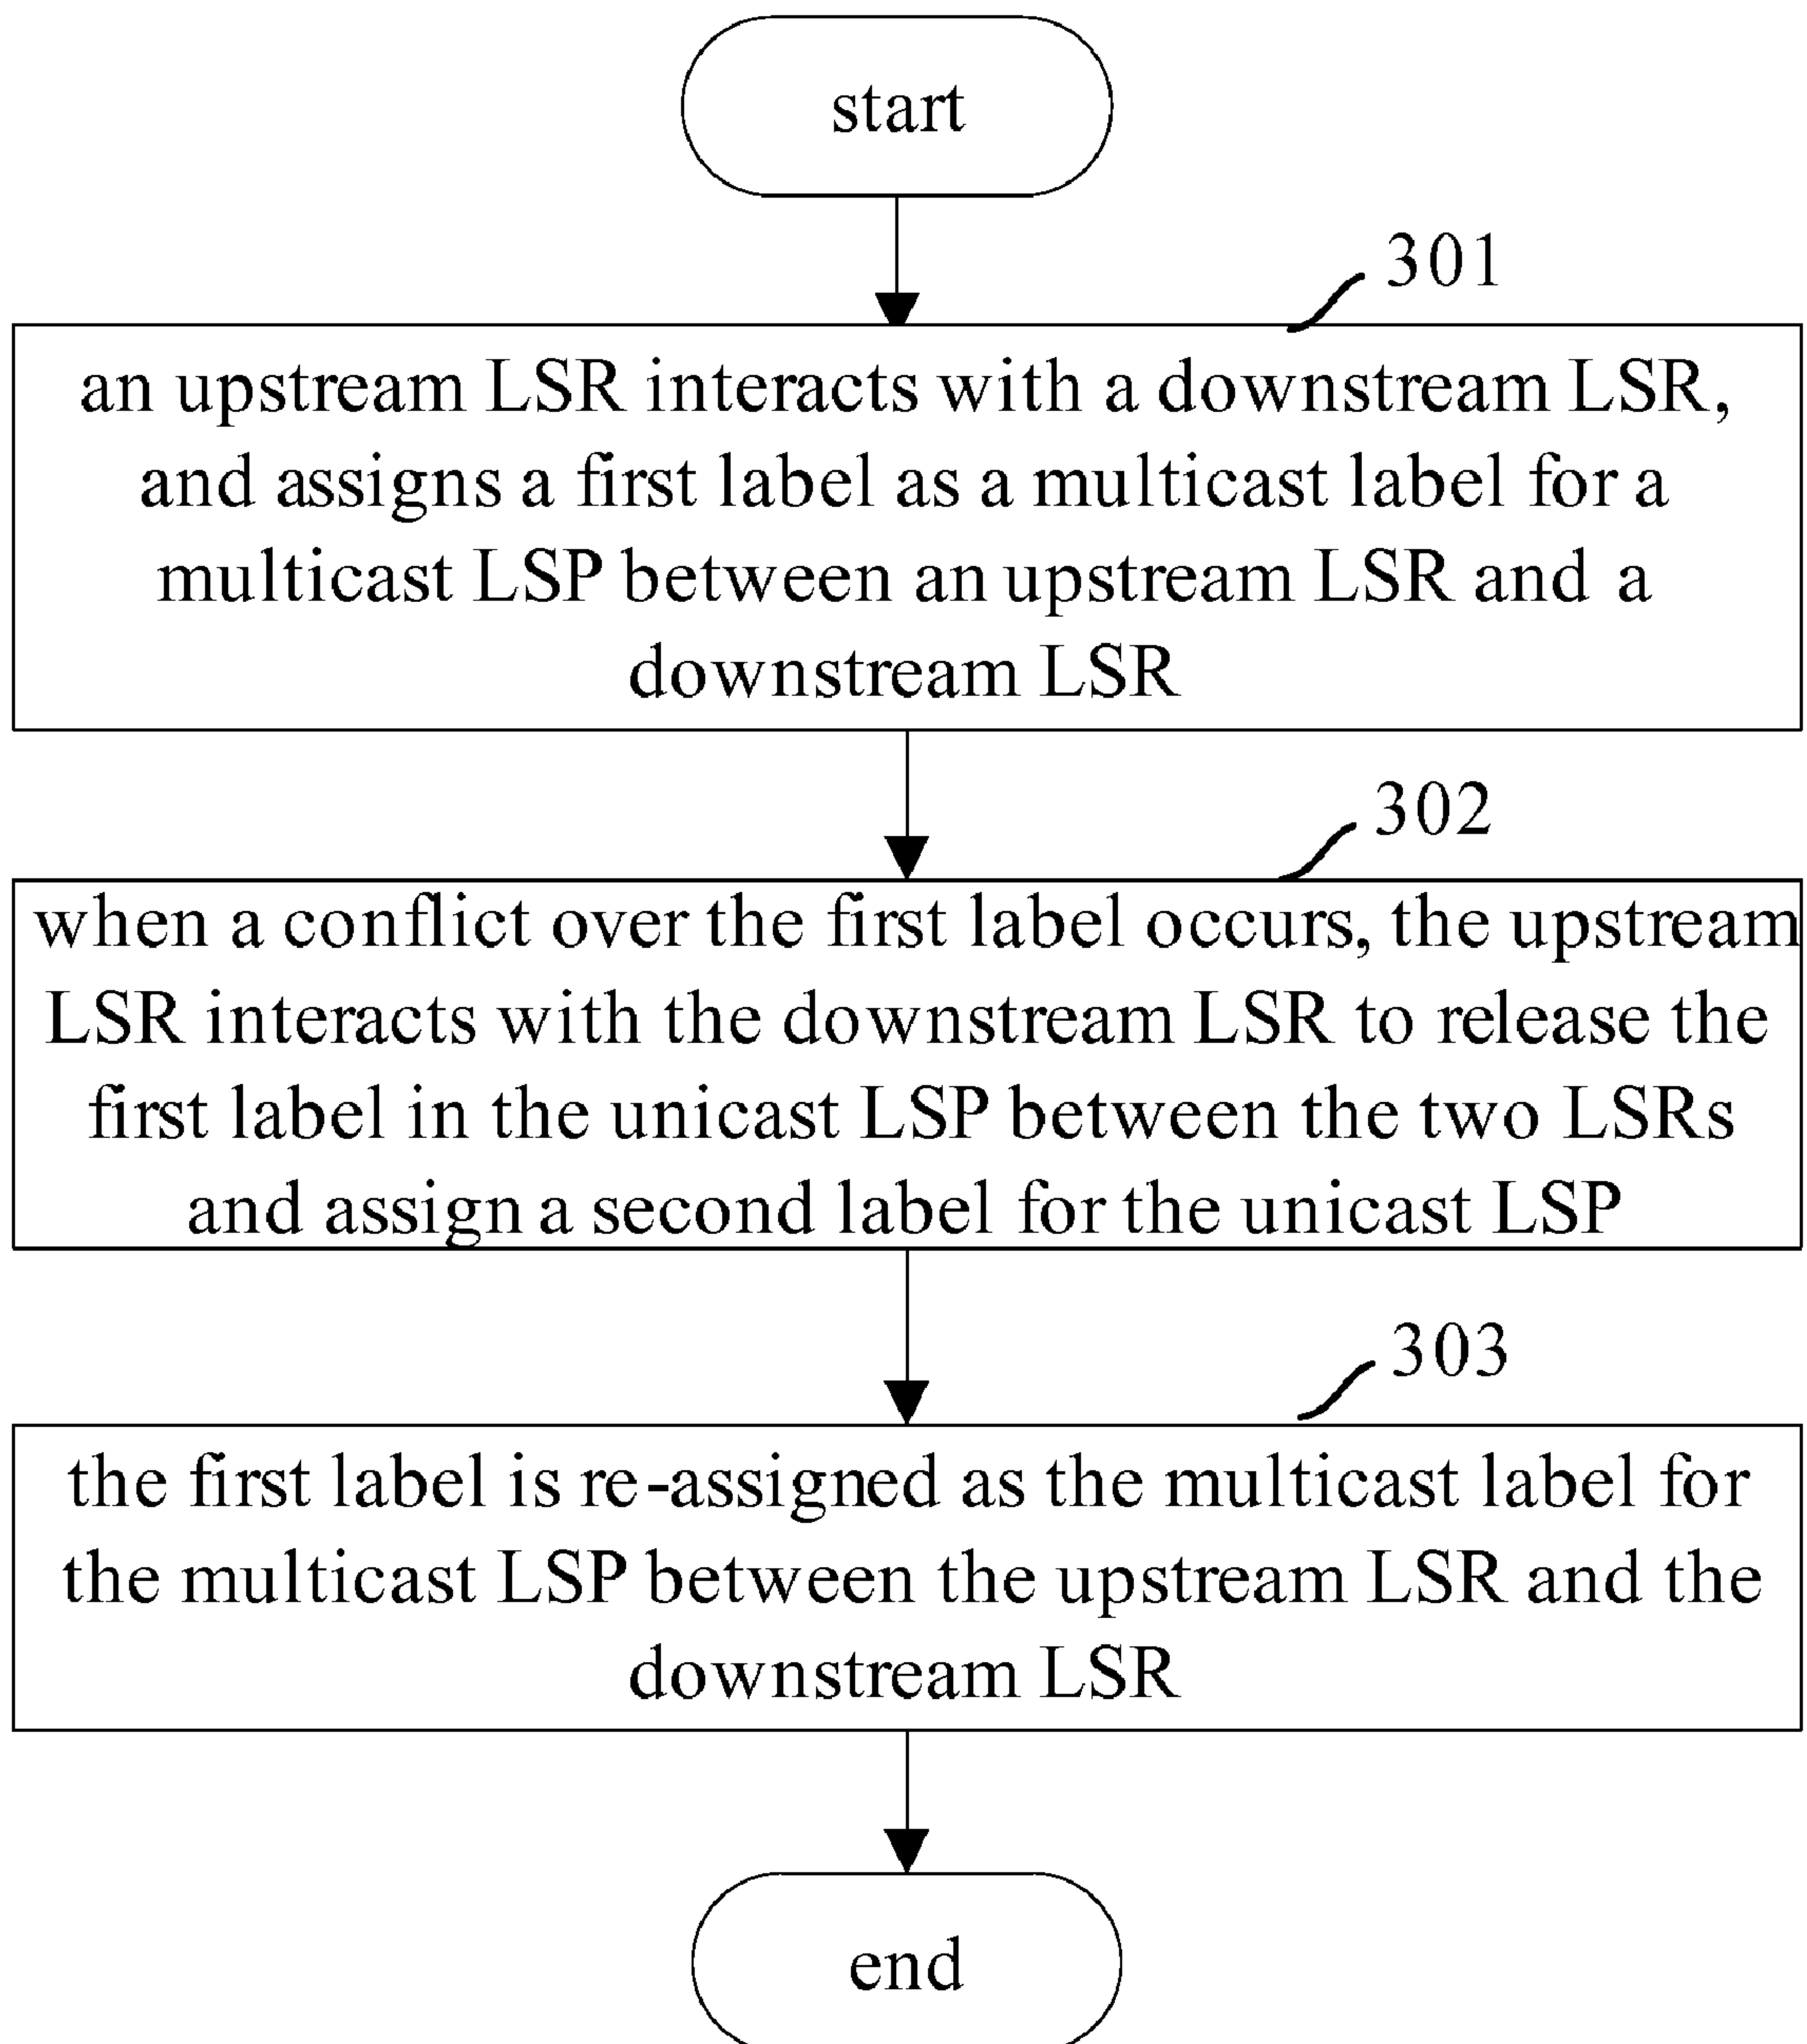 start
301
an upstream LSR interacts with a downstream LSR,
and assigns a first label as a multicast label for a
multicast LSP between an upstream LSR and a
downstream LSR
302
when a conflict over the first label occurs, the upstream
LSR interacts with the downstream LSR to release the
first label in the unicast LSP between the two LSRs
and assign a second label for the unicast LSP
303
the first label is re-assigned as the multicast label for
the multicast LSP between the upstream LSR and the
downstream LSR
end